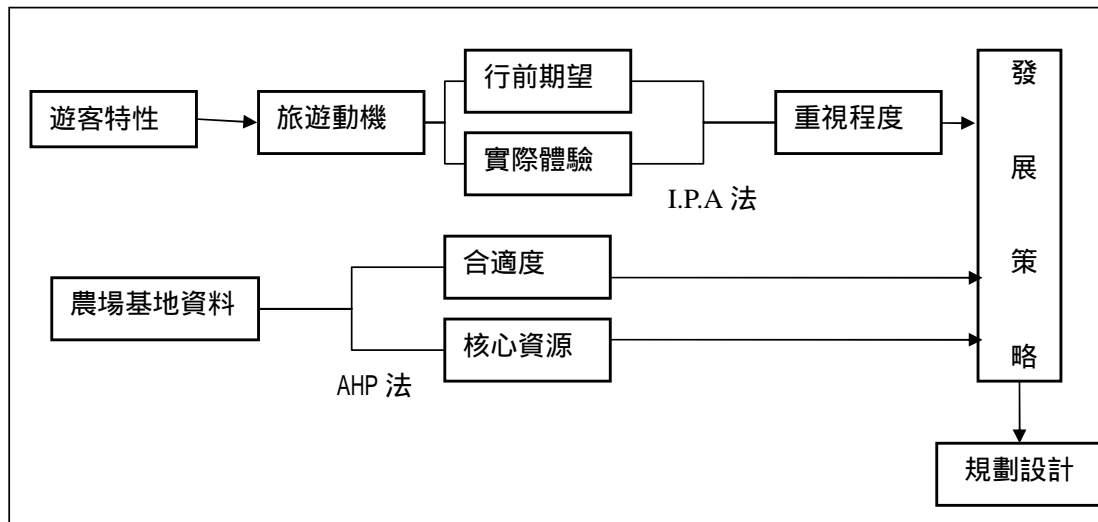 遊客特性
旅遊動機
行前期望
實際體驗
I.P.A 法
重視程度
農場基地資料
AHP 法
合適度
核心資源
發展策略
規劃設計